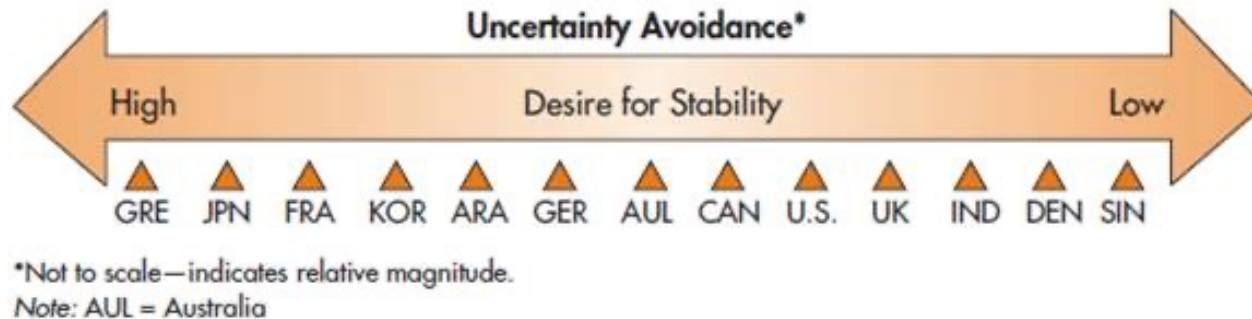 Uncertainty Avoidance*
High Desire for Stability Low
GRE JPN FRA KOR ARA GER AUL CAN U.S. UK IND DEN SIN
*Not to scale—indicates relative magnitude.
Note: AUL = Australia